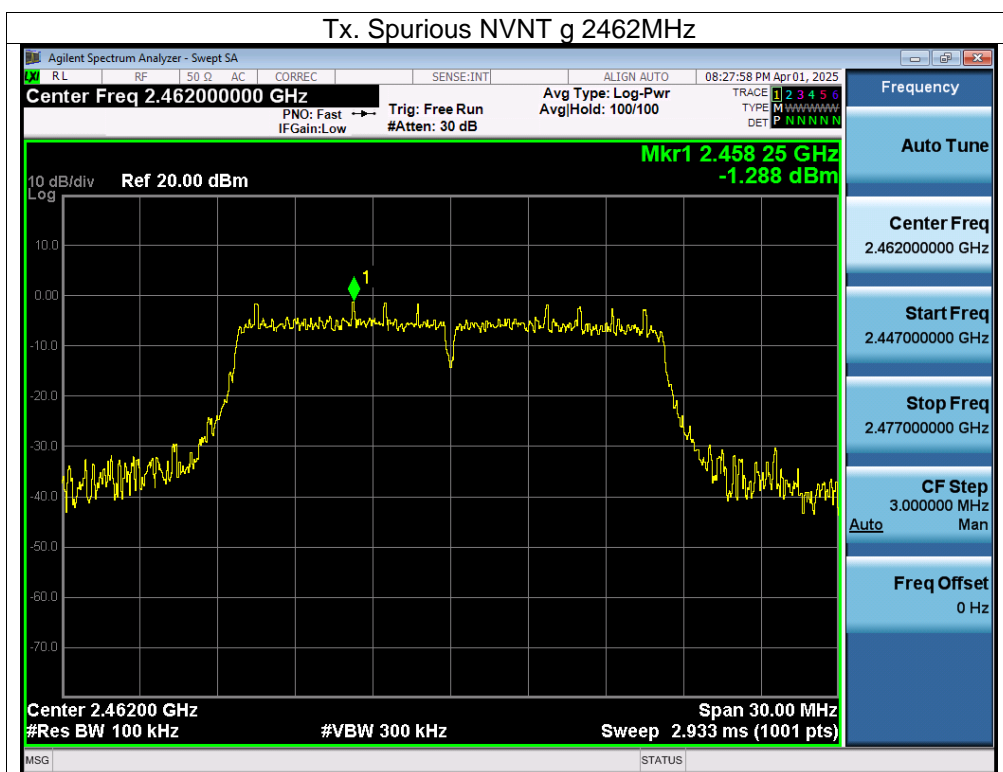 Tx. Spurious NVNT g 2462MHz
Agilent Spectrum Analyzer - Swept SA
LXI RL RF 50 Ω AC CORREC SENSE:INT ALIGN AUTO 08:27:58 PM Apr 01, 2025
Center Freq 2.462000000 GHz
PNO: Fast
IFGain:Low
Trig: Free Run
#Atten: 30 dB
Avg Type: Log-Pwr
Avg|Hold: 100/100
TRACE 1 2 3 4 5 6
TYPE M WWWWW
DET P N N N N N
Mkr1 2.458 25 GHz
-1.288 dBm
10 dB/div Ref 20.00 dBm
Log
10.0
1
0.00
-10.0
-20.0
-30.0
-40.0
-50.0
-60.0
-70.0
Center 2.46200 GHz Span 30.00 MHz
#Res BW 100 kHz #VBW 300 kHz Sweep 2.933 ms (1001 pts)
MSG STATUS
Frequency
Auto Tune
Center Freq
2.462000000 GHz
Start Freq
2.447000000 GHz
Stop Freq
2.477000000 GHz
CF Step
3.000000 MHz
Auto Man
Freq Offset
0 Hz